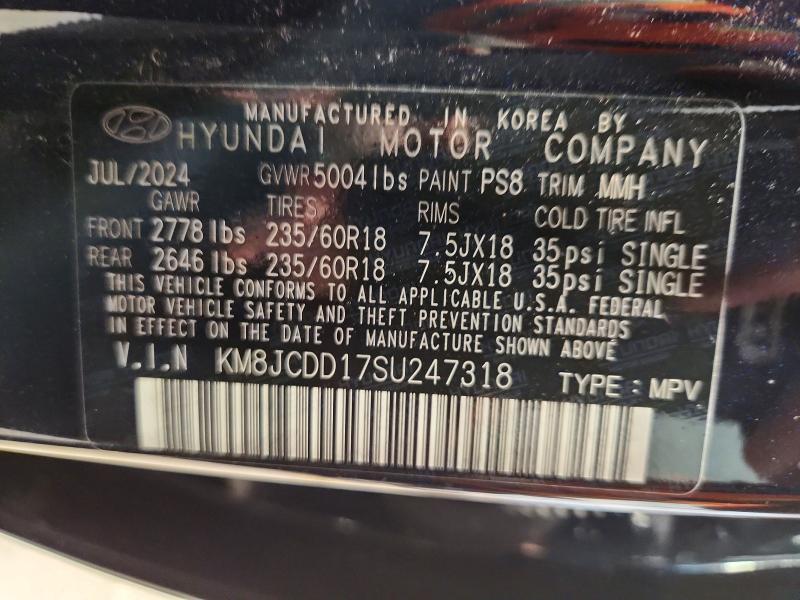 MANUFACTURED IN KOREA BY
HYUNDAI MOTOR COMPANY
JUL/2024 GVWR 5004 lbs PAINT PS8 TRIM MMH
GAWR TIRES RIMS COLD TIRE INFL
FRONT 2778 lbs 235/60R18 7.5JX18 35psi SINGLE
REAR 2646 lbs 235/60R18 7.5JX18 35psi SINGLE
THIS VEHICLE CONFORMS TO ALL APPLICABLE U.S.A. FEDERAL
MOTOR VEHICLE SAFETY AND THEFT PREVENTION STANDARDS
IN EFFECT ON THE DATE OF MANUFACTURE SHOWN ABOVE
V.I.N KM8JCDD17SU247318 TYPE : MPV